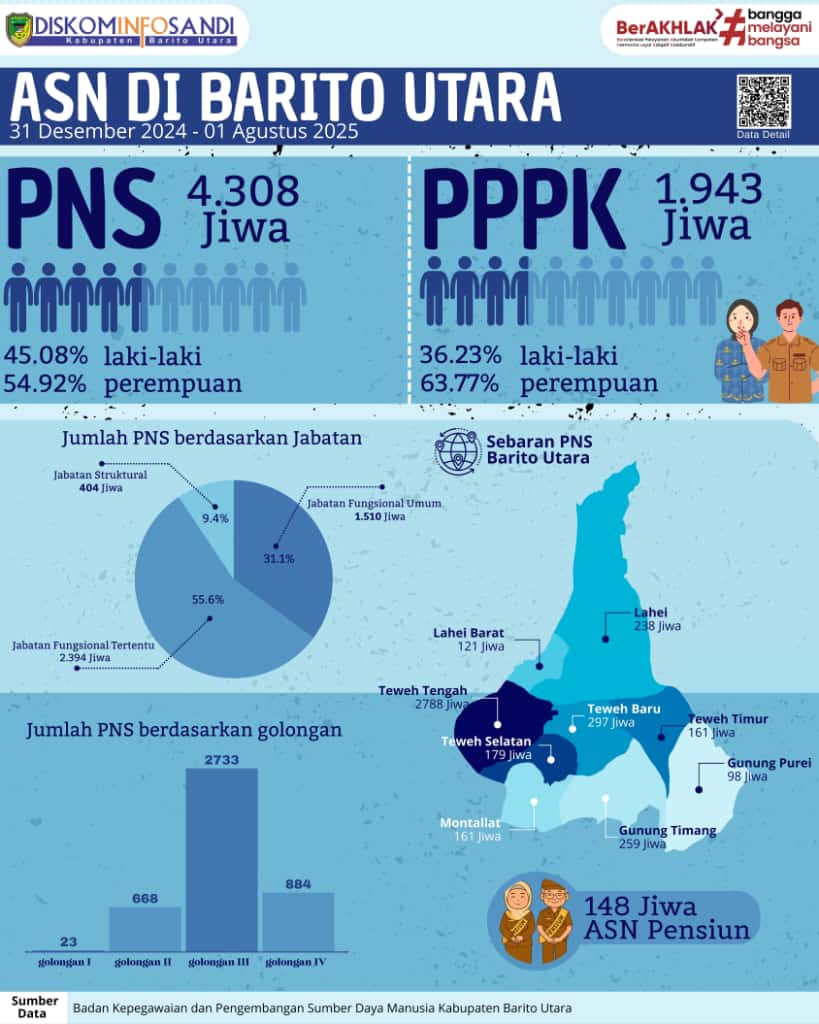 DISKOMINFOSANDI
Kabupaten Barito Utara
BerAKHLAK
#
bangga
melayani
bangsa
ASN DI BARITO UTARA
31 Desember 2024 - 01 Agustus 2025
Data Detail
PNS
4.308
Jiwa
45.08% laki-laki
54.92% perempuan
PPPK
1.943
Jiwa
36.23% laki-laki
63.77% perempuan
Jumlah PNS berdasarkan Jabatan
Jabatan Struktural
404 Jiwa
9.4%
Jabatan Fungsional Umum
1.510 Jiwa
31.1%
55.6%
Jabatan Fungsional Tertentu
2.394 Jiwa
Sebaran PNS
Barito Utara
Lahei
238 Jiwa
Lahei Barat
121 Jiwa
Teweh Tengah
2788 Jiwa
Teweh Baru
297 Jiwa
Teweh Timur
161 Jiwa
Teweh Selatan
179 Jiwa
Gunung Purei
98 Jiwa
Montallat
161 Jiwa
Gunung Timang
259 Jiwa
Jumlah PNS berdasarkan golongan
2733
668
884
23
golongan I golongan II golongan III golongan IV
148 Jiwa
ASN Pensiun
Sumber
Data
Badan Kepegawaian dan Pengembangan Sumber Daya Manusia Kabupaten Barito Utara